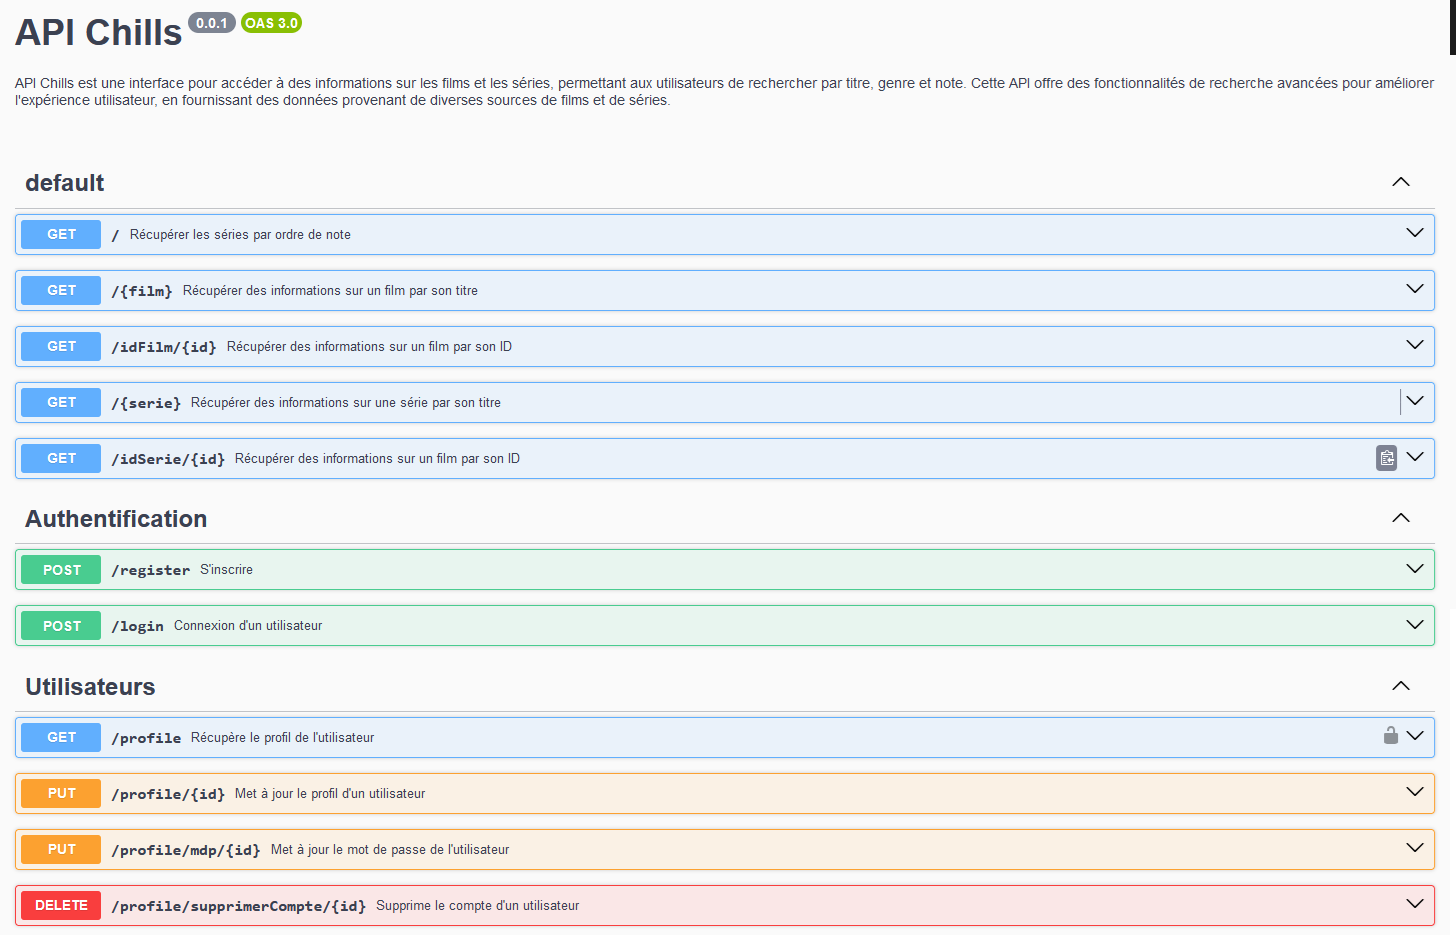 API Chills 0.0.1 OAS 3.0
API Chills est une interface pour accéder à des informations sur les films et les séries, permettant aux utilisateurs de rechercher par titre, genre et note. Cette API offre des fonctionnalités de recherche avancées pour améliorer
l'expérience utilisateur, en fournissant des données provenant de diverses sources de films et de séries.
default
GET / Récupérer les séries par ordre de note
GET /{film} Récupérer des informations sur un film par son titre
GET /idFilm/{id} Récupérer des informations sur un film par son ID
GET /{serie} Récupérer des informations sur une série par son titre
GET /idSerie/{id} Récupérer des informations sur un film par son ID
Authentification
POST /register S'inscrire
POST /login Connexion d'un utilisateur
Utilisateurs
GET /profile Récupère le profil de l'utilisateur
PUT /profile/{id} Met à jour le profil d'un utilisateur
PUT /profile/mdp/{id} Met à jour le mot de passe de l'utilisateur
DELETE /profile/supprimerCompte/{id} Supprime le compte d'un utilisateur